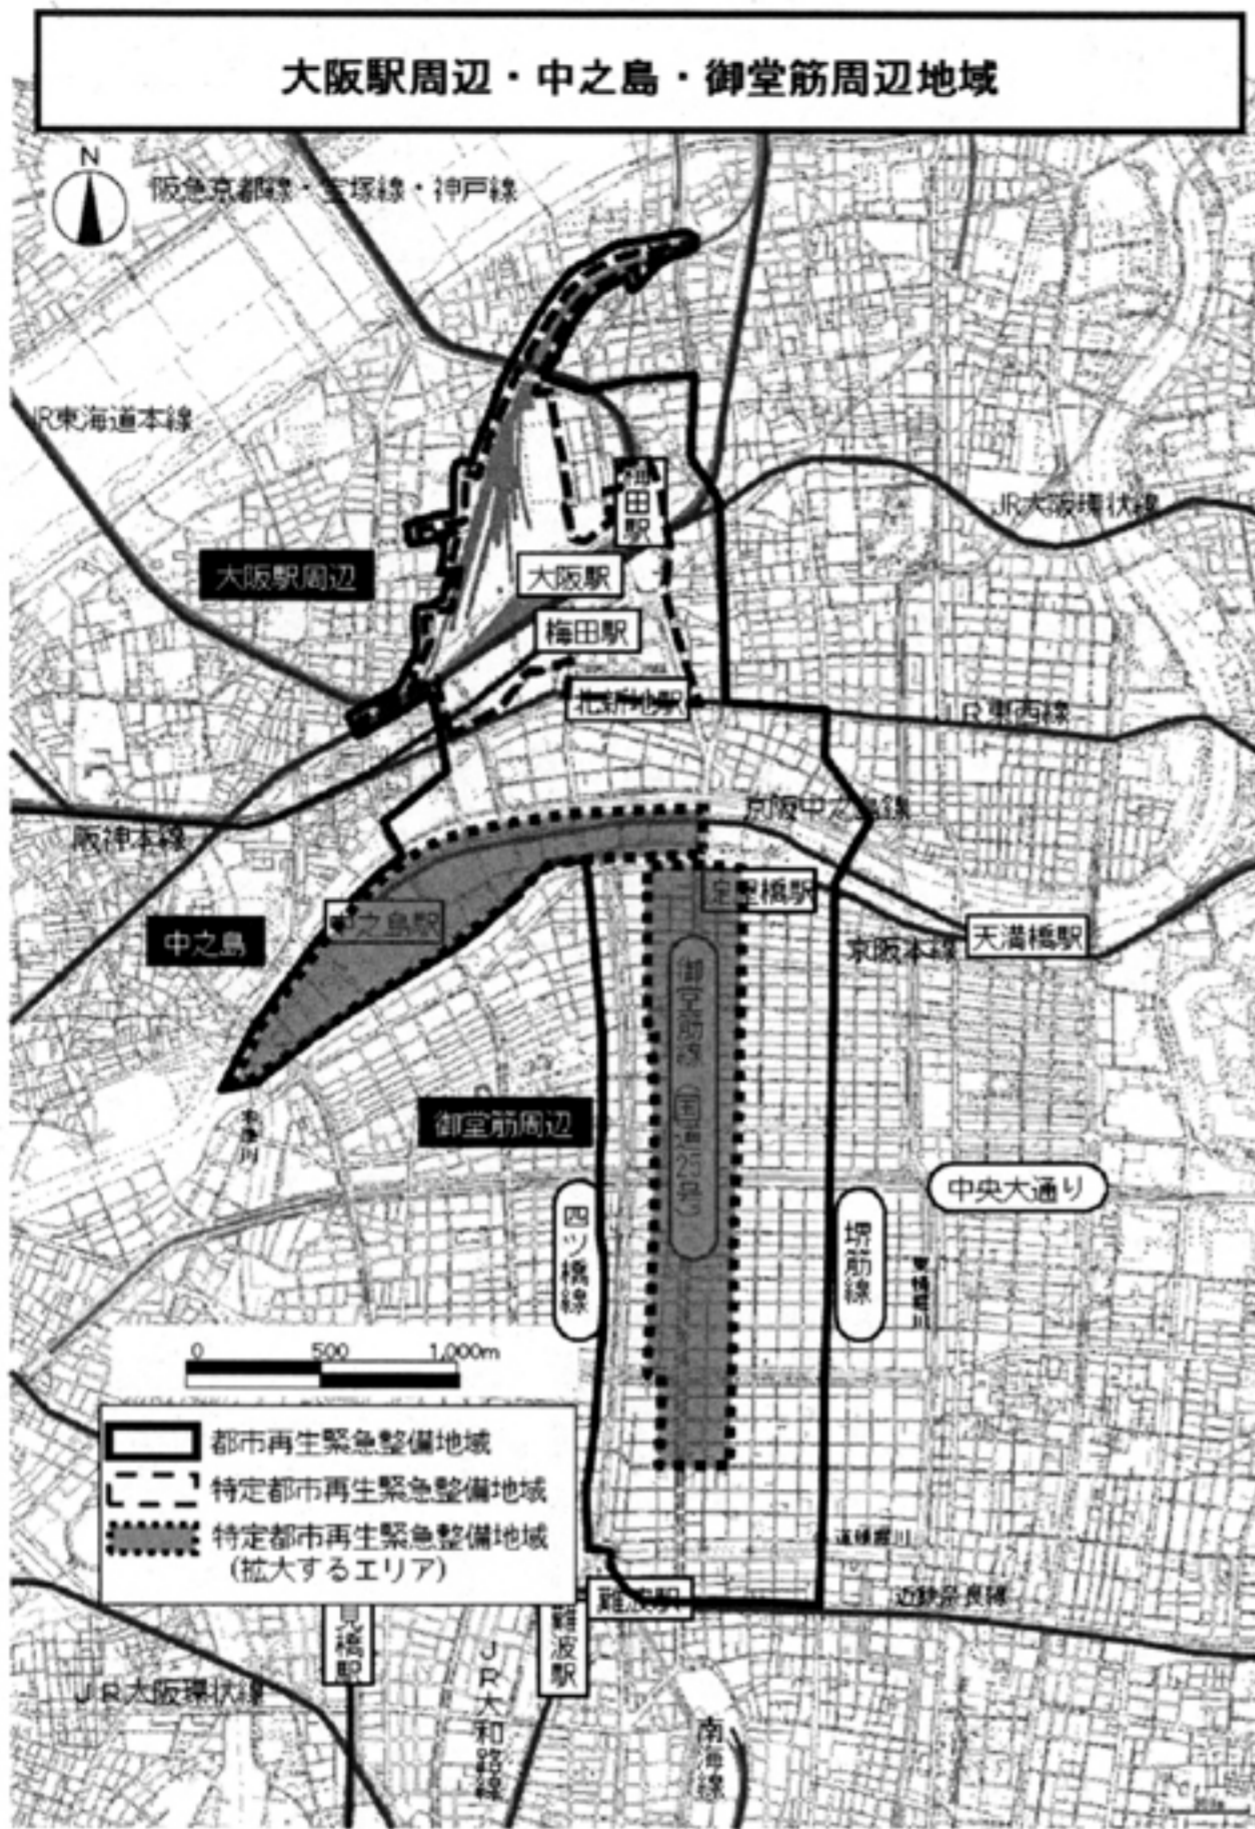 大阪駅周辺・中之島・御堂筋周辺地域
N
阪急京都線・宝塚線・神戸線
JR東海道本線
梅田駅
JR大阪環状線
大阪駅周辺
大阪駅
梅田駅
北新地駅
JR東西線
京阪中之島線
阪神本線
淀屋橋駅
中之島駅
中之島
天満橋駅
京阪本線
御堂筋線(国道25号)
御堂筋周辺
木津川
中央大通り
四ツ橋線
堺筋線
東横堀川
0 500 1,000m
都市再生緊急整備地域
特定都市再生緊急整備地域
特定都市再生緊急整備地域
(拡大するエリア)
道頓堀川
難波駅
近鉄奈良線
見橋駅
難波駅
JR大阪環状線
JR大和路線
南海線